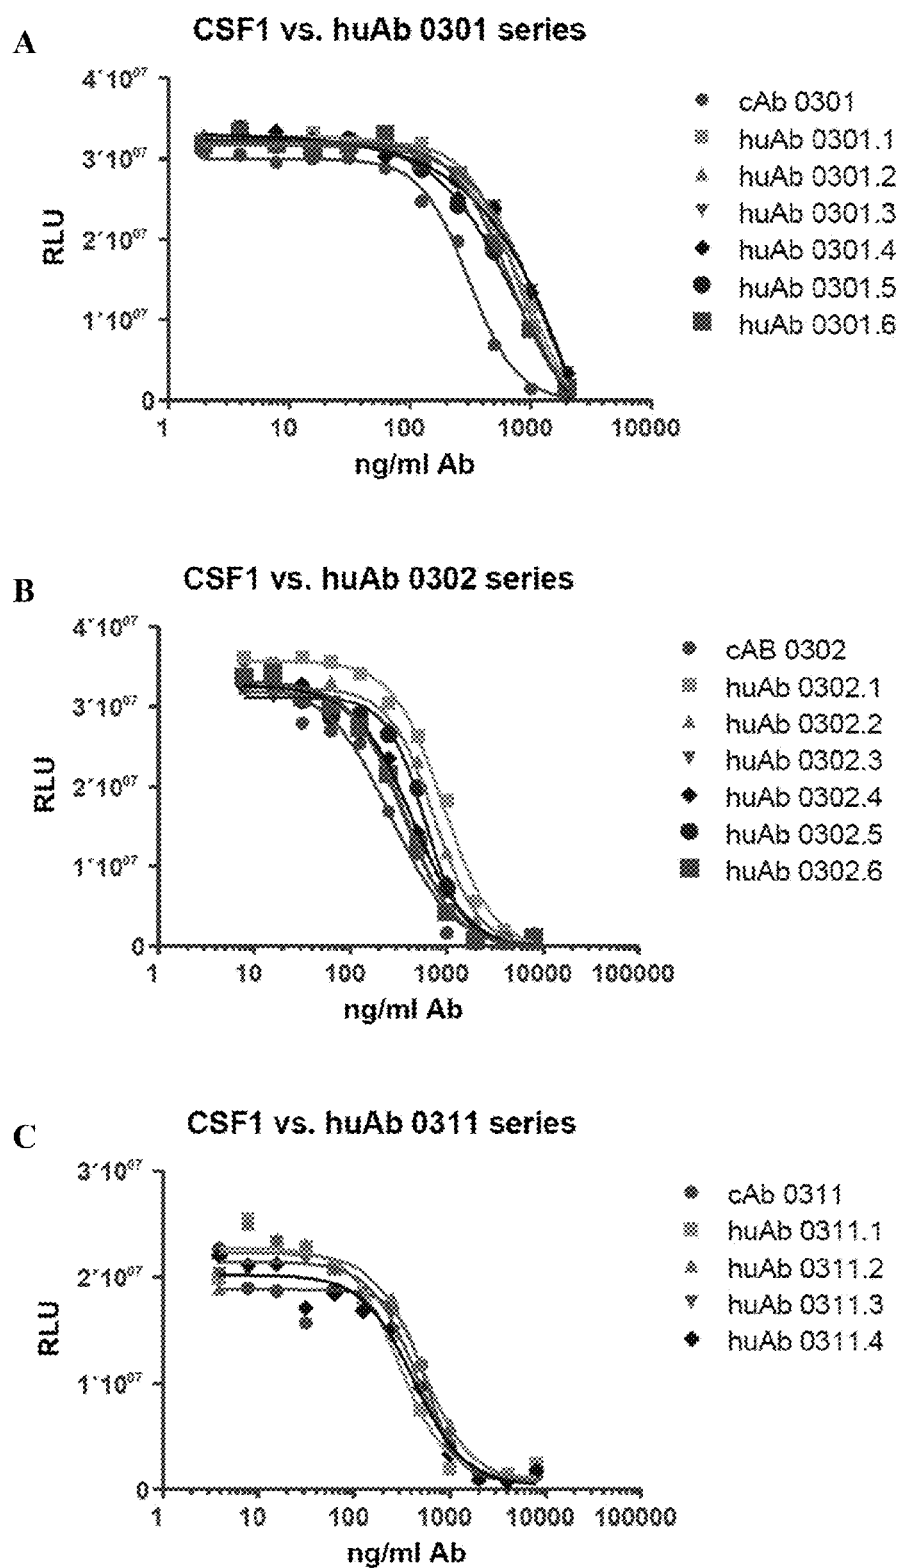 A
CSF1 vs. huAb 0301 series
4´10⁰⁷
3´10⁰⁷
2´10⁰⁷
1´10⁰⁷
0
RLU
1 10 100 1000 10000
ng/ml Ab
cAb 0301
huAb 0301.1
huAb 0301.2
huAb 0301.3
huAb 0301.4
huAb 0301.5
huAb 0301.6
B
CSF1 vs. huAb 0302 series
4´10⁰⁷
3´10⁰⁷
2´10⁰⁷
1´10⁰⁷
0
RLU
1 10 100 1000 10000 100000
ng/ml Ab
cAB 0302
huAb 0302.1
huAb 0302.2
huAb 0302.3
huAb 0302.4
huAb 0302.5
huAb 0302.6
C
CSF1 vs. huAb 0311 series
3´10⁰⁷
2´10⁰⁷
1´10⁰⁷
0
RLU
1 10 100 1000 10000 100000
ng/ml Ab
cAb 0311
huAb 0311.1
huAb 0311.2
huAb 0311.3
huAb 0311.4